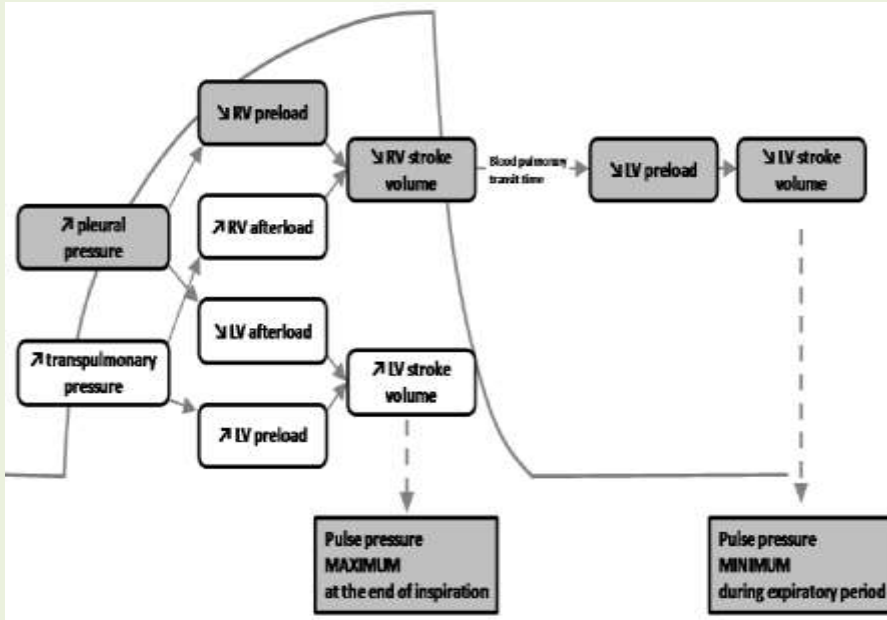 ↘ RV preload
↘ RV stroke
volume
Blood pulmonary
transit time
↘ LV preload
↘ LV stroke
volume
↗ pleural
pressure
↗ RV afterload
↘ LV afterload
↗ transpulmonary
pressure
↗ LV stroke
volume
↗ LV preload
Pulse pressure
MAXIMUM
at the end of inspiration
Pulse pressure
MINIMUM
during expiratory period